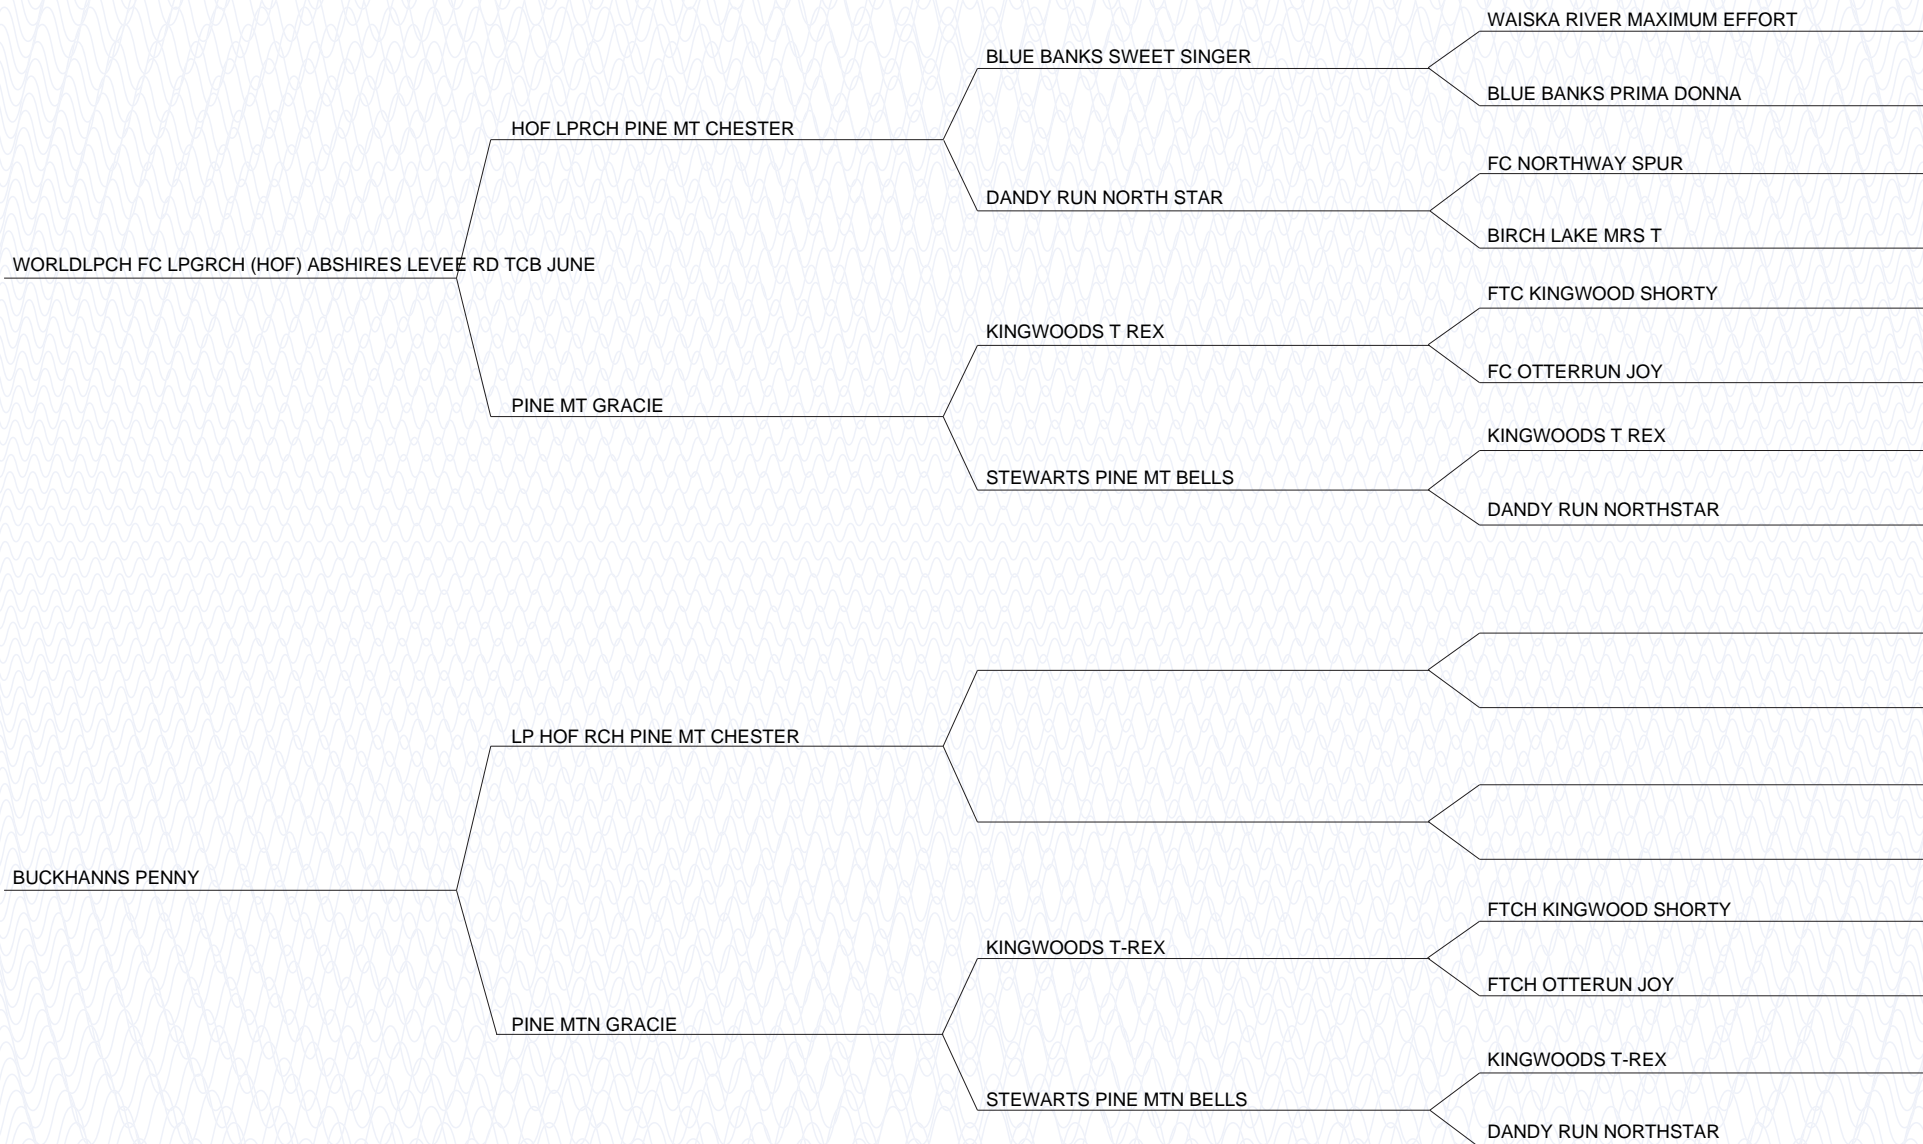 WAISKA RIVER MAXIMUM EFFORT
BLUE BANKS SWEET SINGER
BLUE BANKS PRIMA DONNA
HOF LPRCH PINE MT CHESTER
FC NORTHWAY SPUR
DANDY RUN NORTH STAR
BIRCH LAKE MRS T
WORLDLPCH FC LPGRCH (HOF) ABSHIRES LEVEE RD TCB JUNE
FTC KINGWOOD SHORTY
KINGWOODS T REX
FC OTTERRUN JOY
PINE MT GRACIE
KINGWOODS T REX
STEWARTS PINE MT BELLS
DANDY RUN NORTHSTAR
LP HOF RCH PINE MT CHESTER
BUCKHANNS PENNY
FTCH KINGWOOD SHORTY
KINGWOODS T-REX
FTCH OTTERUN JOY
PINE MTN GRACIE
KINGWOODS T-REX
STEWARTS PINE MTN BELLS
DANDY RUN NORTHSTAR